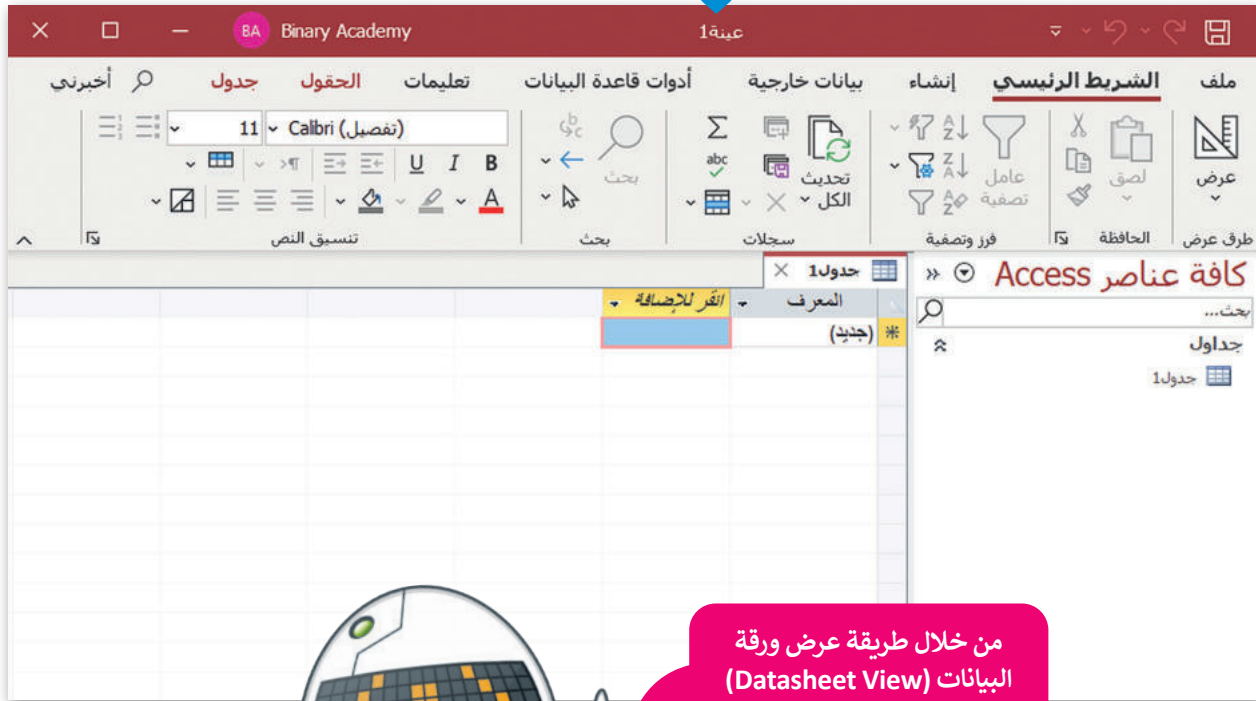 عينة1
Binary Academy
BA
ملف
الشريط الرئيسي
إنشاء
بيانات خارجية
أدوات قاعدة البيانات
تعليمات
الحقول
جدول
أخبرني
عرض
لصق
عامل تصفية
تحديث الكل
بحث
Calibri (تفصيل)
11
B I U
A
طرق عرض
الحافظة
فرز وتصفية
سجلات
بحث
تنسيق النص
كافة عناصر Access
بحث...
جداول
جدول1
جدول1
المعرف
انقر للإضافة
(جديد)
من خلال طريقة عرض ورقة
البيانات (Datasheet View)